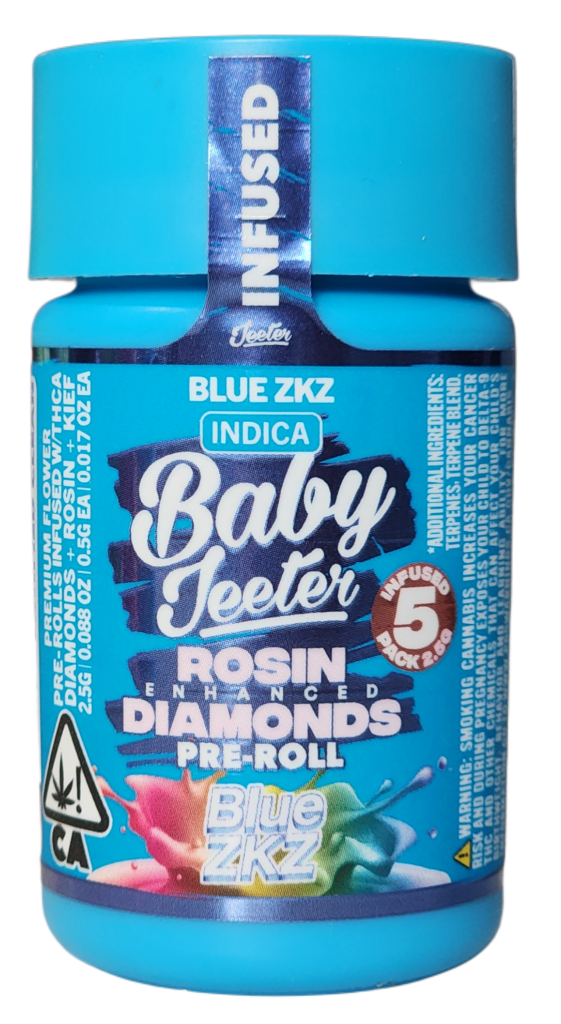 INFUSED
Jeeter
BLUE ZKZ
INDICA
Baby
Jeeter
INFUSED
5
PACK 2.5G
ROSIN
ENHANCED
DIAMONDS
PRE-ROLL
Blue
ZKZ
PREMIUM FLOWER
PRE-ROLLS INFUSED W/THCA
DIAMONDS + ROSIN + KIEF
2.5G | 0.088 OZ | 0.5G EA | 0.017 OZ EA
CA
*ADDITIONAL INGREDIENTS:
TERPENES, TERPENE BLEND.
WARNING: SMOKING CANNABIS INCREASES YOUR CANCER
RISK AND DURING PREGNANCY EXPOSES YOUR CHILD TO DELTA-9
THC AND OTHER